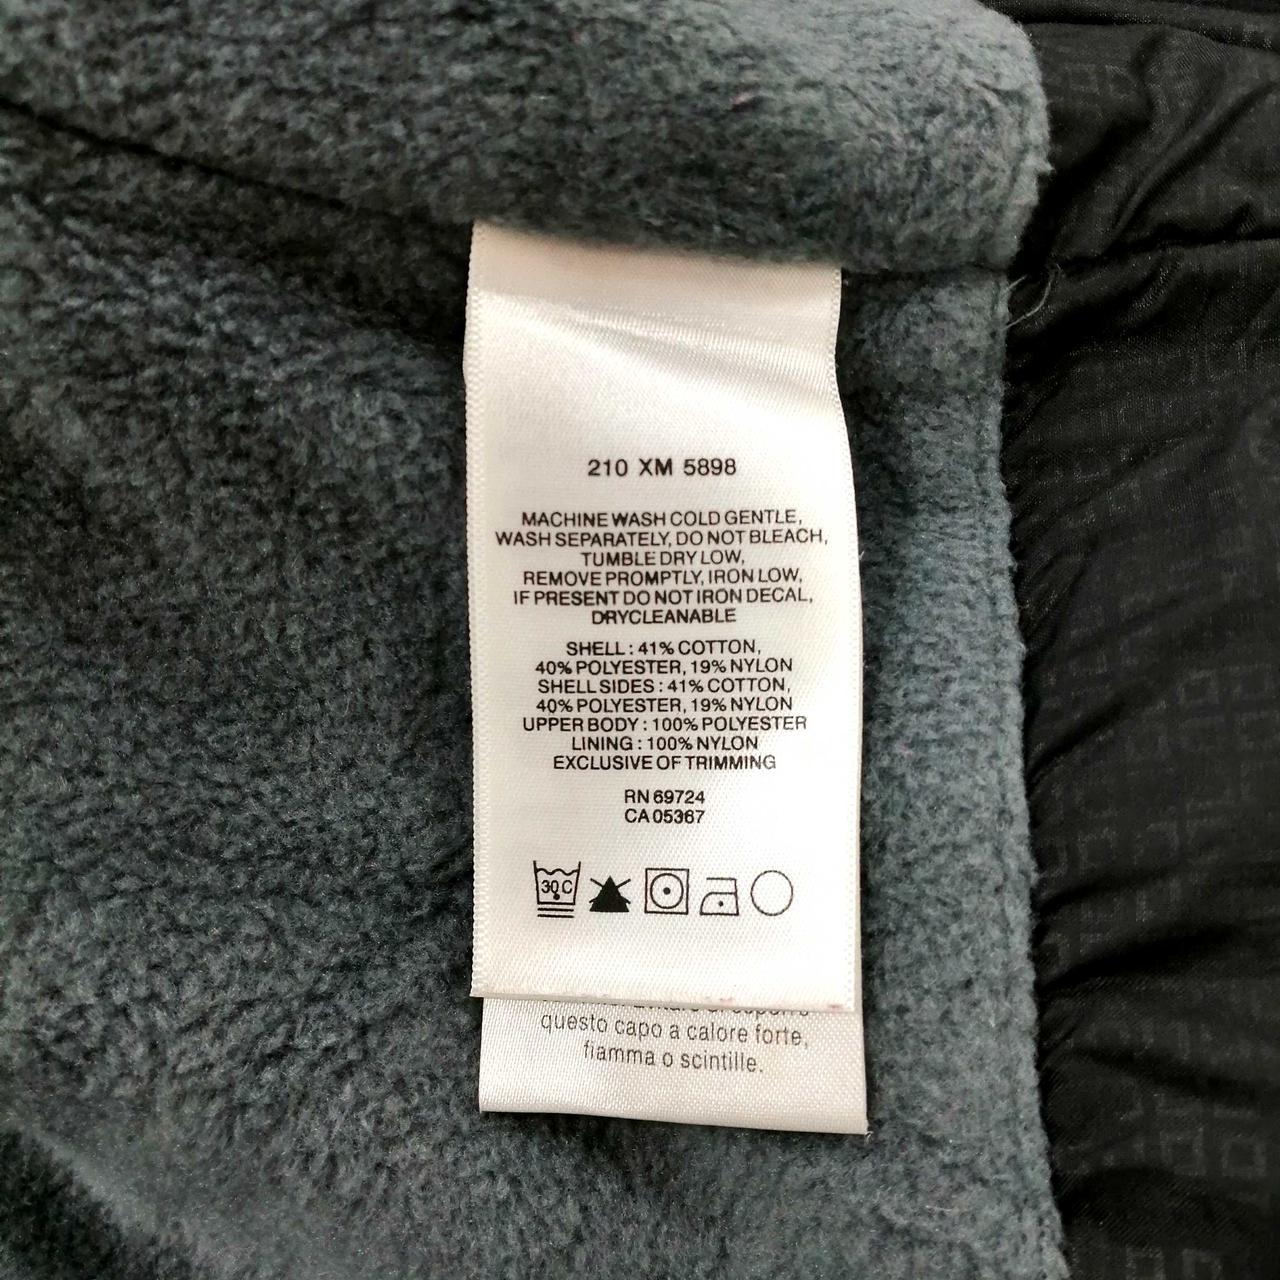 210 XM 5898
MACHINE WASH COLD GENTLE,
WASH SEPARATELY, DO NOT BLEACH,
TUMBLE DRY LOW,
REMOVE PROMPTLY, IRON LOW,
IF PRESENT DO NOT IRON DECAL,
DRYCLEANABLE
SHELL : 41% COTTON,
40% POLYESTER, 19% NYLON
SHELL SIDES : 41% COTTON,
40% POLYESTER, 19% NYLON
UPPER BODY : 100% POLYESTER
LINING : 100% NYLON
EXCLUSIVE OF TRIMMING
RN 69724
CA 05367
30 C
questo capo a calore forte,
fiamma o scintille.